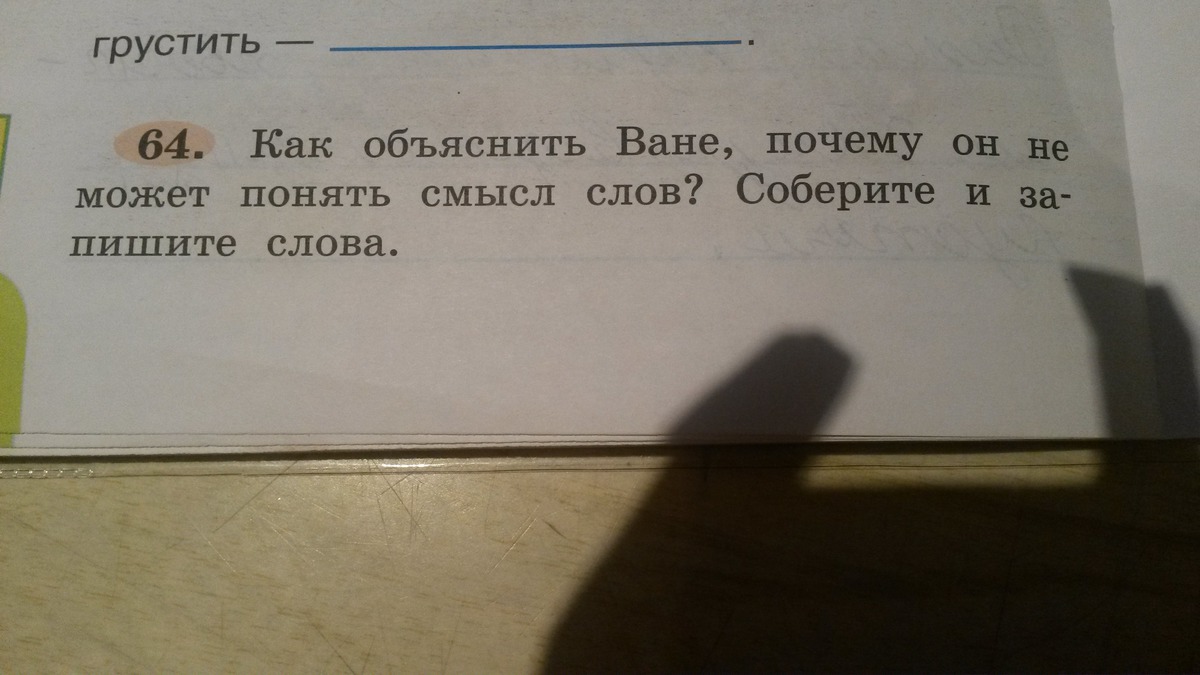 грустить — .
64. Как объяснить Ване, почему он не
может понять смысл слов? Соберите и за-
пишите слова.